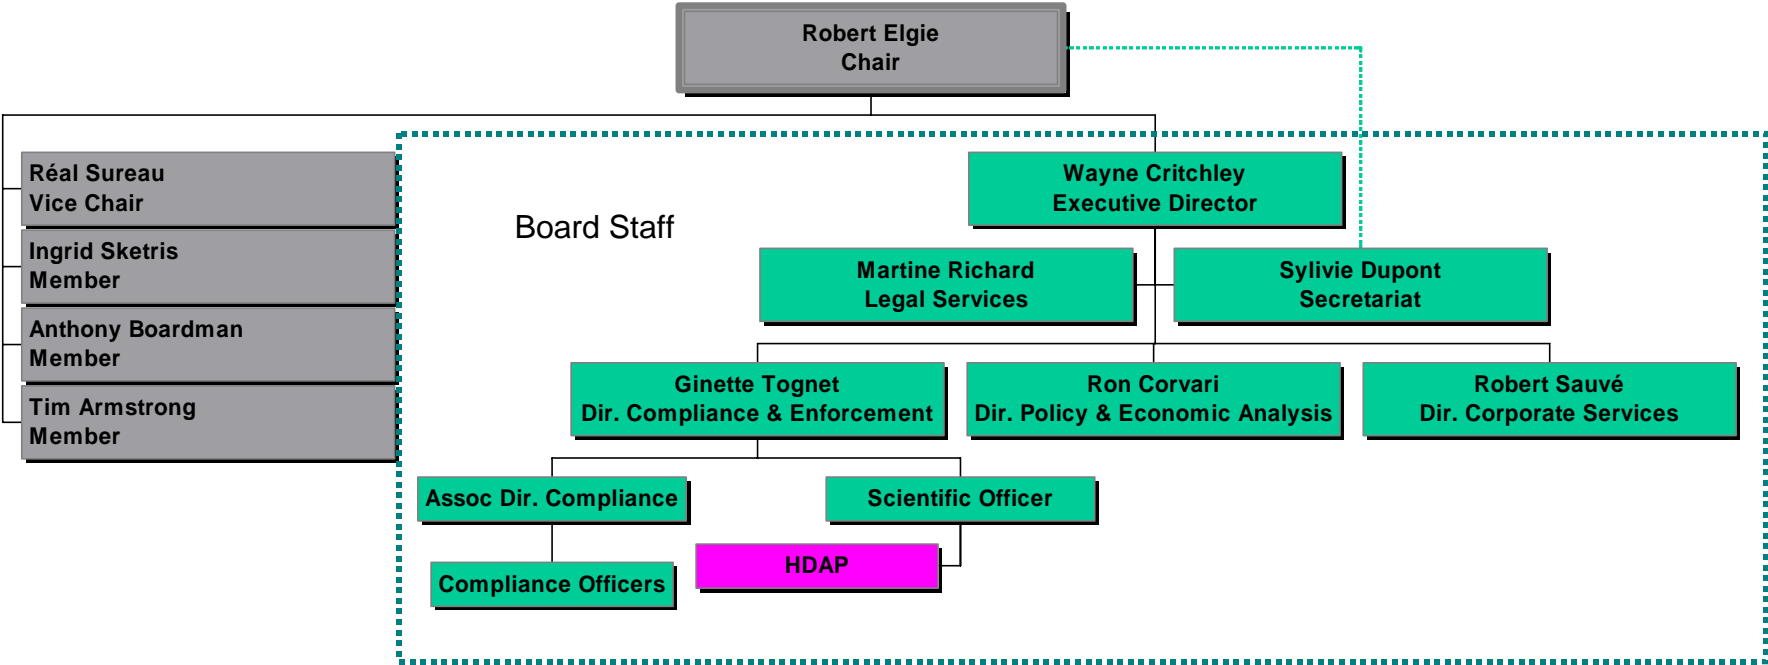 Robert Elgie
Chair
Réal Sureau
Vice Chair
Ingrid Sketris
Member
Anthony Boardman
Member
Tim Armstrong
Member
Board Staff
Wayne Critchley
Executive Director
Martine Richard
Legal Services
Sylivie Dupont
Secretariat
Ginette Tognet
Dir. Compliance & Enforcement
Ron Corvari
Dir. Policy & Economic Analysis
Robert Sauvé
Dir. Corporate Services
Assoc Dir. Compliance
Scientific Officer
HDAP
Compliance Officers